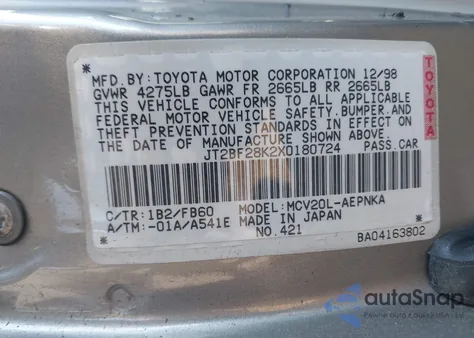 MFD.BY:TOYOTA MOTOR CORPORATION 12/98
GVWR 4275LB GAWR FR 2665LB RR 2665LB
THIS VEHICLE CONFORMS TO ALL APPLICABLE
FEDERAL MOTOR VEHICLE SAFETY,BUMPER,AND
THEFT PREVENTION STANDARDS IN EFFECT ON
THE DATE OF MANUFACTURE SHOWN ABOVE.
JT2BF28K2X0180724 PASS.CAR
C/TR:1B2/FB60 MODEL:MCV20L-AEPNKA
A/TM:-01A/A541E MADE IN JAPAN
NO.421
BA04163802
TOYOTA
autoSnap